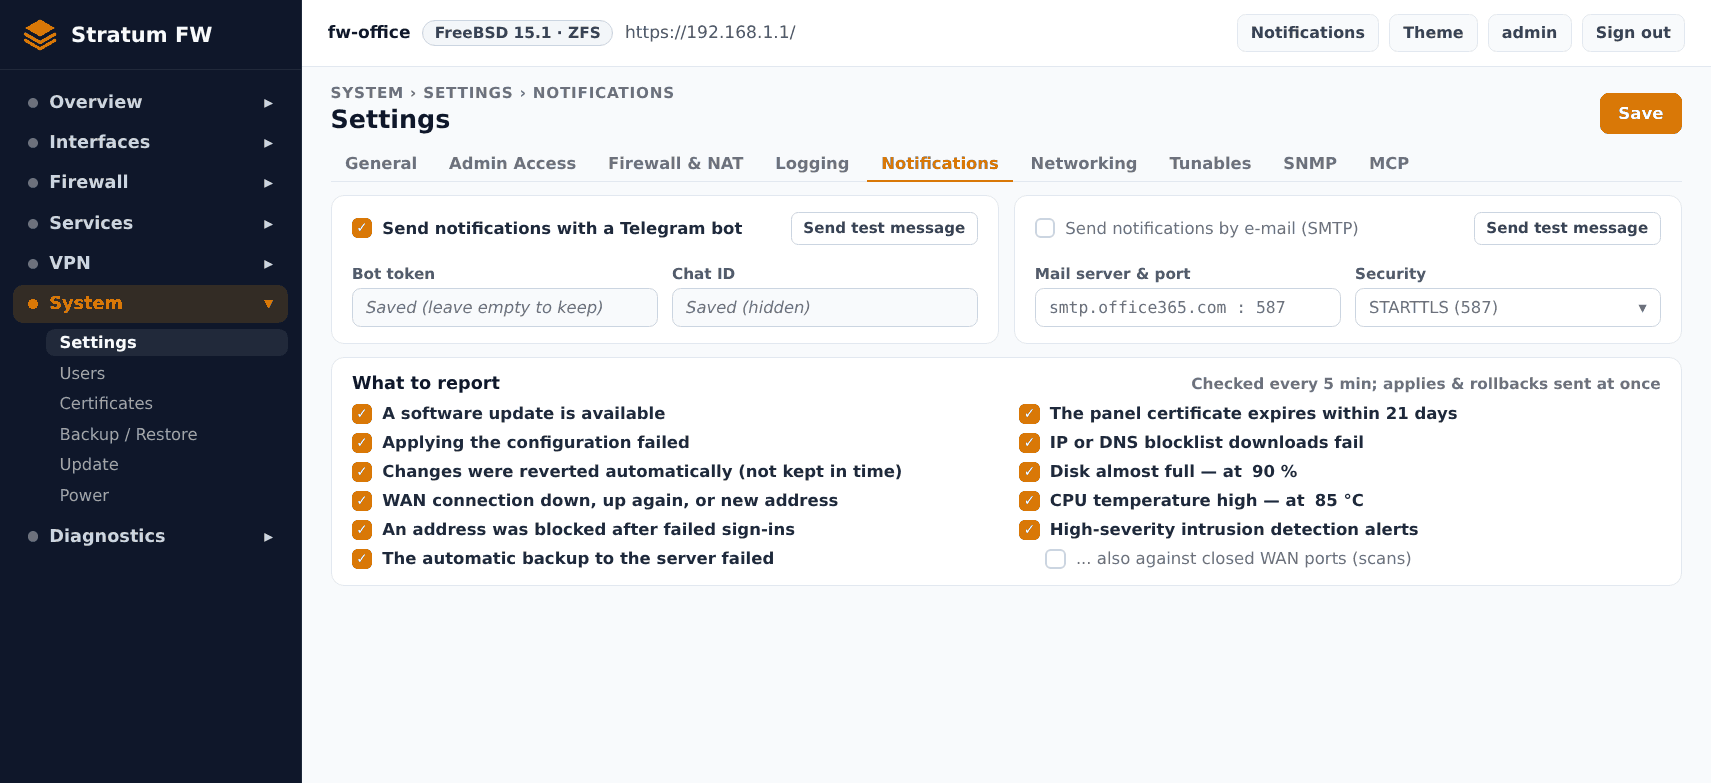 Stratum FW
Overview
Interfaces
Firewall
Services
VPN
System
Settings
Users
Certificates
Backup / Restore
Update
Power
Diagnostics
fw-office FreeBSD 15.1 · ZFS https://192.168.1.1/
Notifications Theme admin Sign out
SYSTEM › SETTINGS › NOTIFICATIONS
Settings
Save
General Admin Access Firewall & NAT Logging Notifications Networking Tunables SNMP MCP
Send notifications with a Telegram bot Send test message
Bot token Chat ID
Saved (leave empty to keep) Saved (hidden)
Send notifications by e-mail (SMTP) Send test message
Mail server & port Security
smtp.office365.com : 587 STARTTLS (587)
What to report Checked every 5 min; applies & rollbacks sent at once
A software update is available
Applying the configuration failed
Changes were reverted automatically (not kept in time)
WAN connection down, up again, or new address
An address was blocked after failed sign-ins
The automatic backup to the server failed
The panel certificate expires within 21 days
IP or DNS blocklist downloads fail
Disk almost full — at 90 %
CPU temperature high — at 85 °C
High-severity intrusion detection alerts
... also against closed WAN ports (scans)